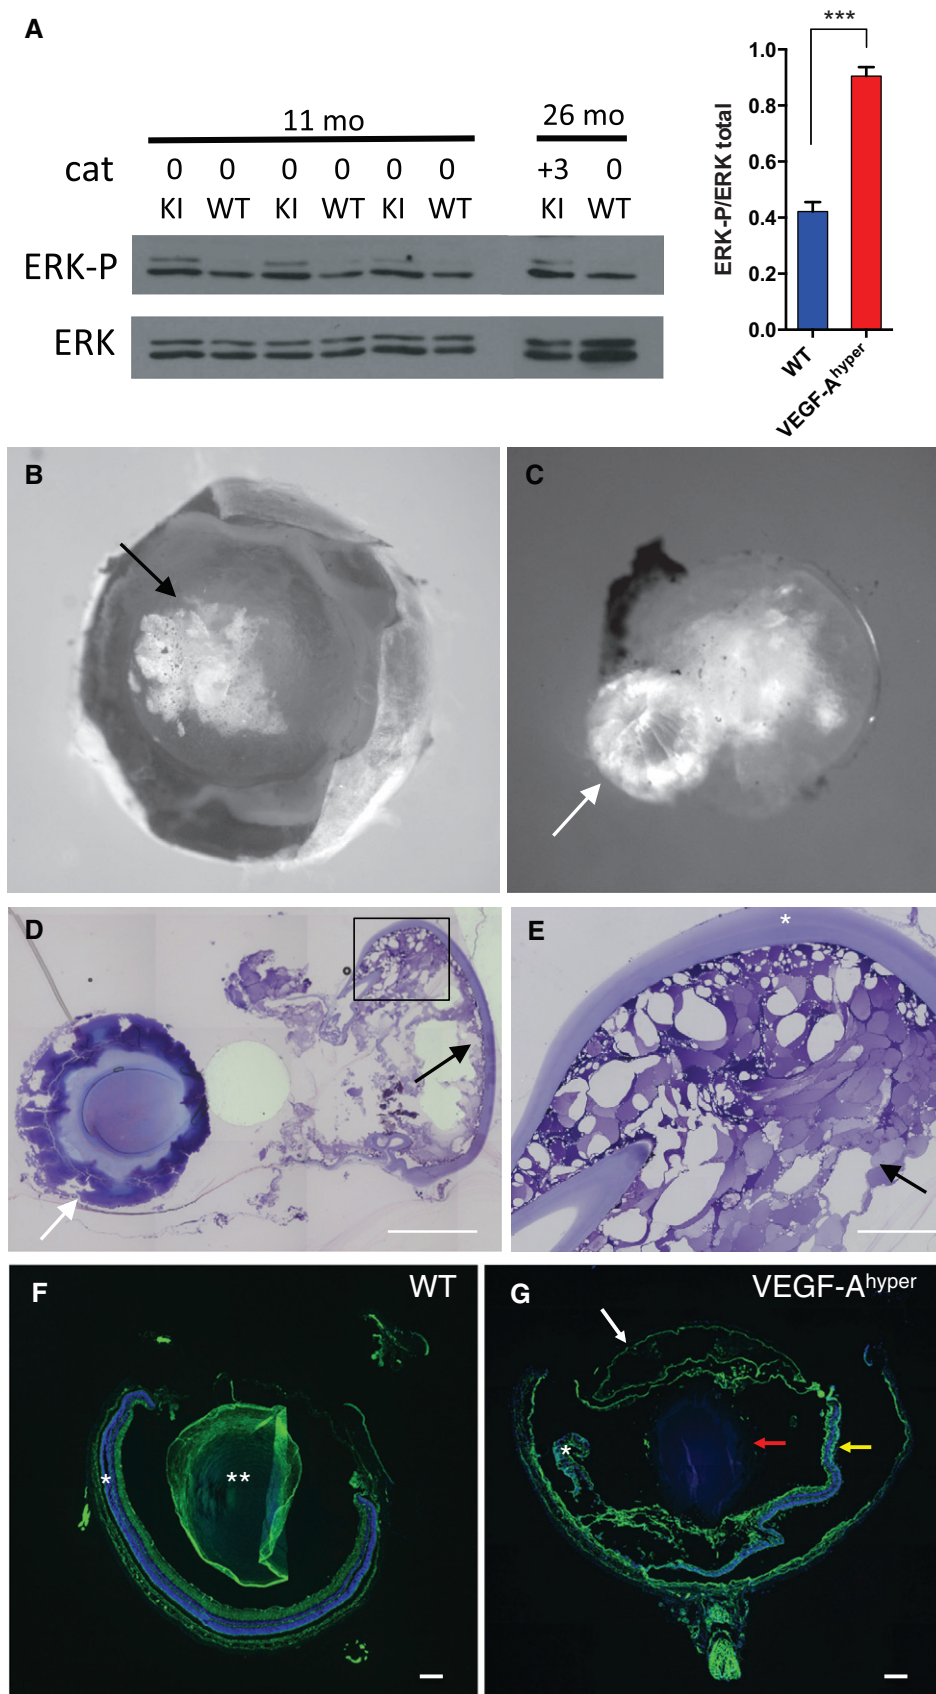 A
11 mo
26 mo
cat 0 0 0 0 0 0 +3 0
KI WT KI WT KI WT KI WT
ERK-P
ERK
***
ERK-P/ERK total
1.0
0.8
0.6
0.4
0.2
0.0
WT
VEGF-Ahyper
B
C
D
E
*
F
WT
*
**
G
VEGF-Ahyper
*